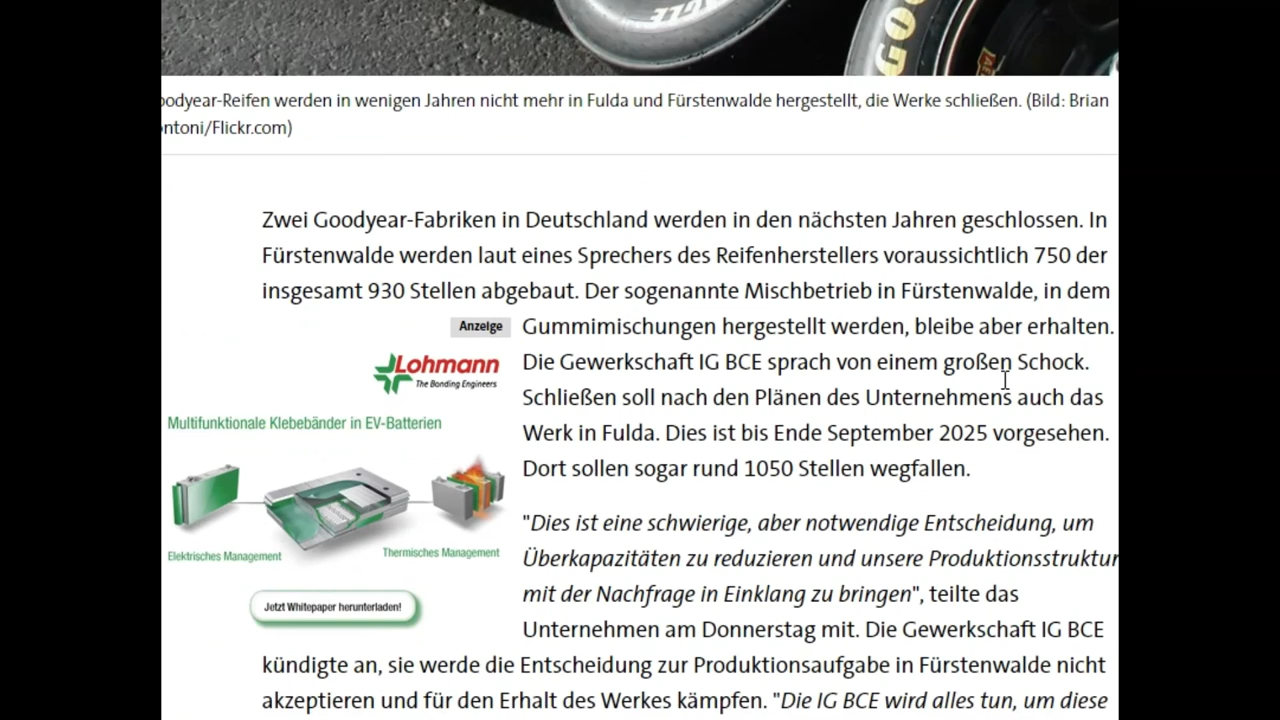 GOO
oodyear-Reifen werden in wenigen Jahren nicht mehr in Fulda und Fürstenwalde hergestellt, die Werke schließen. (Bild: Brian
ntoni/Flickr.com)
Zwei Goodyear-Fabriken in Deutschland werden in den nächsten Jahren geschlossen. In
Fürstenwalde werden laut eines Sprechers des Reifenherstellers voraussichtlich 750 der
insgesamt 930 Stellen abgebaut. Der sogenannte Mischbetrieb in Fürstenwalde, in dem
Gummimischungen hergestellt werden, bleibe aber erhalten.
Die Gewerkschaft IG BCE sprach von einem großen Schock.
Schließen soll nach den Plänen des Unternehmens auch das
Werk in Fulda. Dies ist bis Ende September 2025 vorgesehen.
Dort sollen sogar rund 1050 Stellen wegfallen.
Anzeige
Lohmann
The Bonding Engineers
Multifunktionale Klebebänder in EV-Batterien
Elektrisches Management
Thermisches Management
Jetzt Whitepaper herunterladen!
"Dies ist eine schwierige, aber notwendige Entscheidung, um
Überkapazitäten zu reduzieren und unsere Produktionsstruktur
mit der Nachfrage in Einklang zu bringen", teilte das
Unternehmen am Donnerstag mit. Die Gewerkschaft IG BCE
kündigte an, sie werde die Entscheidung zur Produktionsaufgabe in Fürstenwalde nicht
akzeptieren und für den Erhalt des Werkes kämpfen. "Die IG BCE wird alles tun, um diese